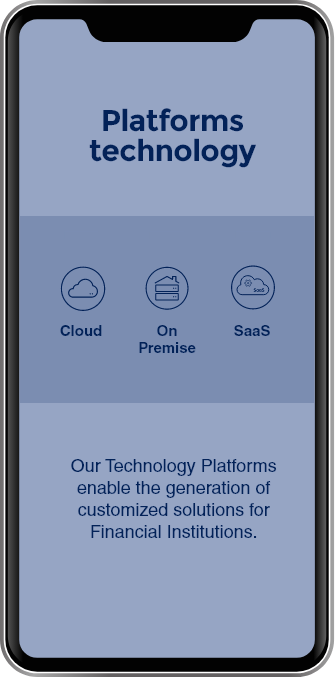 Platforms
technology
SaaS
Cloud
On
Premise
SaaS
Our Technology Platforms
enable the generation of
customized solutions for
Financial Institutions.